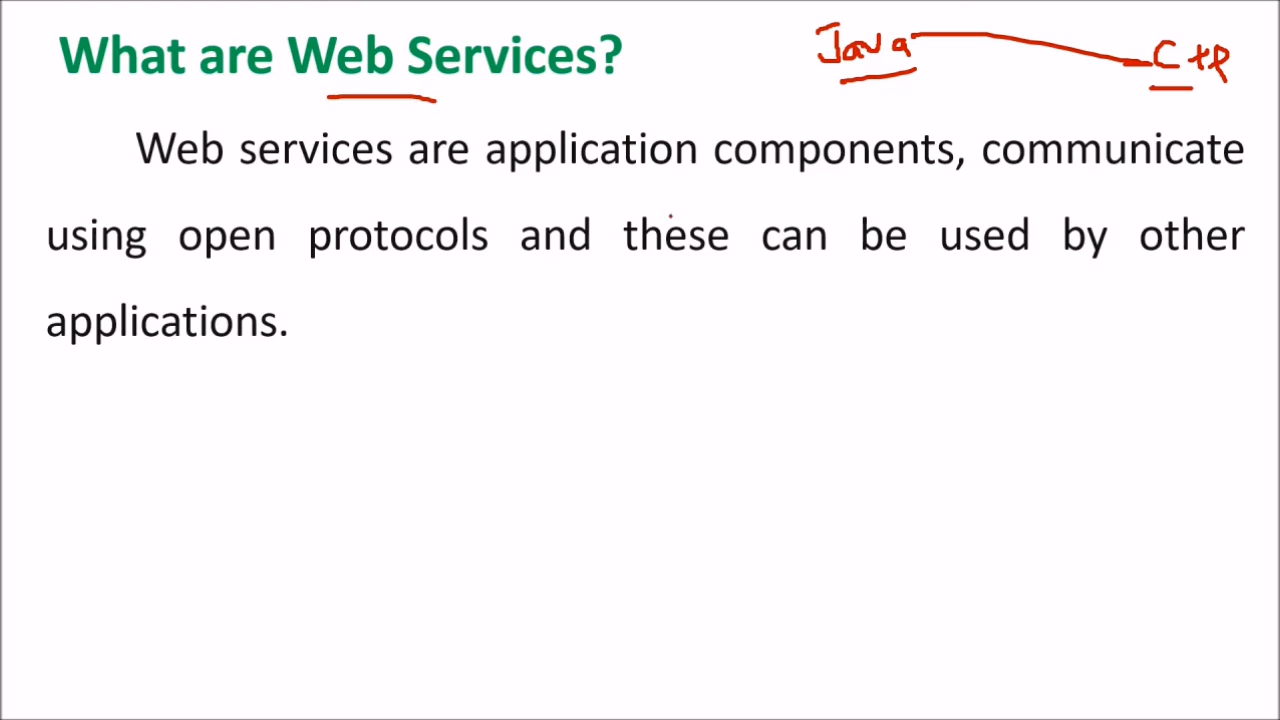 What are Web Services?
Java C++
Web services are application components, communicate
using open protocols and these can be used by other
applications.